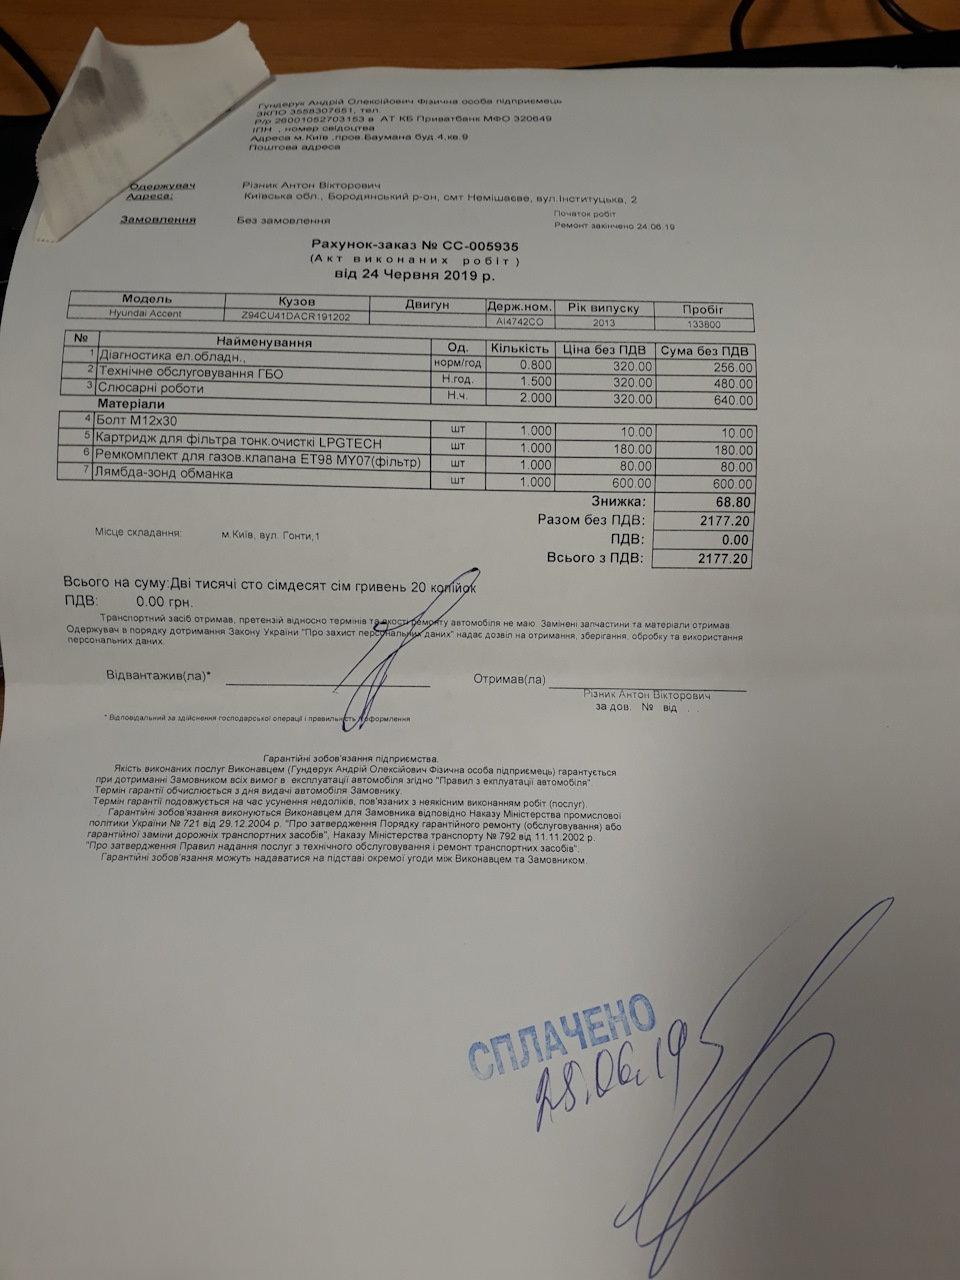 Гундерук Андрій Олексійович Фізична особа підприємець
ЗКПО 3558307651, тел.
Р/р 26001052703153 в АТ КБ Приватбанк МФО 320649
ІПН , номер свідоцтва
Адреса м.Київ ,пров.Баумана буд 4,кв.9
Поштова адреса
Одержувач Різник Антон Вікторович
Адреса: Київська обл., Бородянський р-он, смт Немішаєве, вул.Інститутцька, 2
Початок робіт
Замовлення Без замовлення Ремонт закінчено 24.06.19
Рахунок-заказ № СС-005935
(Акт виконаних робіт)
від 24 Червня 2019 р.
Модель Кузов Двигун Держ.ном. Рік випуску Пробіг
Hyundai Accent Z94CU41DACR191202 AI4742CO 2013 133800
№ Найменування Од. Кількість Ціна без ПДВ Сума без ПДВ
1 Діагностика ел.обладн., норм/год 0.800 320.00 256.00
2 Технічне обслуговування ГБО Н.год. 1.500 320.00 480.00
3 Слюсарні роботи Н.ч. 2.000 320.00 640.00
Матеріали
4 Болт М12х30 шт 1.000 10.00 10.00
5 Картридж для фільтра тонк.очисткі LPGTECH шт 1.000 180.00 180.00
6 Ремкомплект для газов.клапана ET98 MY07(фільтр) шт 1.000 80.00 80.00
7 Лямбда-зонд обманка шт 1.000 600.00 600.00
Знижка: 68.80
Разом без ПДВ: 2177.20
ПДВ: 0.00
Всього з ПДВ: 2177.20
Місце складання: м.Київ, вул. Гонти,1
Всього на суму:Дві тисячі сто сімдесят сім гривень 20 копійок
ПДВ: 0.00 грн.
Транспортний засіб отримав, претензій відносно термінів та якості ремонту автомобіля не маю. Замінені запчастини та матеріали отримав.
Одержувач в порядку дотримання Закону України "Про захист персональних даних" надає дозвіл на отримання, зберігання, обробку та використання
персональних даних.
Відвантажив(ла)* Отримав(ла)
Різник Антон Вікторович
за дов. № від . .
* Відповідальний за здійснення господарської операції і правильність її оформлення
Гарантійні зобов'язання підприємства.
Якість виконаних послуг Виконавцем (Гундерук Андрій Олексійович Фізична особа підприємець) гарантується
при дотриманні Замовником всіх вимог в експлуатації автомобіля згідно "Правил з екплуатації автомобіля"
Термін гарантії обчислюється з дня видачі автомобіля Замовнику.
Термін гарантії подовжується на час усунення недоліків, пов'язаних з неякісним виконанням робіт (послуг).
Гарантійні зобов'язання виконуються Виконавцем для Замовника відповідно Наказу Міністерства промислової
політики України № 721 від 29.12.2004 р. "Про затвердження Порядку гарантійного ремонту (обслуговування) або
гарантійної заміни дорожніх транспортних засобів", Наказу Міністерства транспорту № 792 від 11.11.2002 р.
"Про затвердження Правил надання послуг з технічного обслуговування і ремонт транспортних засобів".
Гарантійні зобов'язання можуть надаватися на підставі окремої угоди між Виконавцем та Замовником.
СПЛАЧЕНО
25.06.19